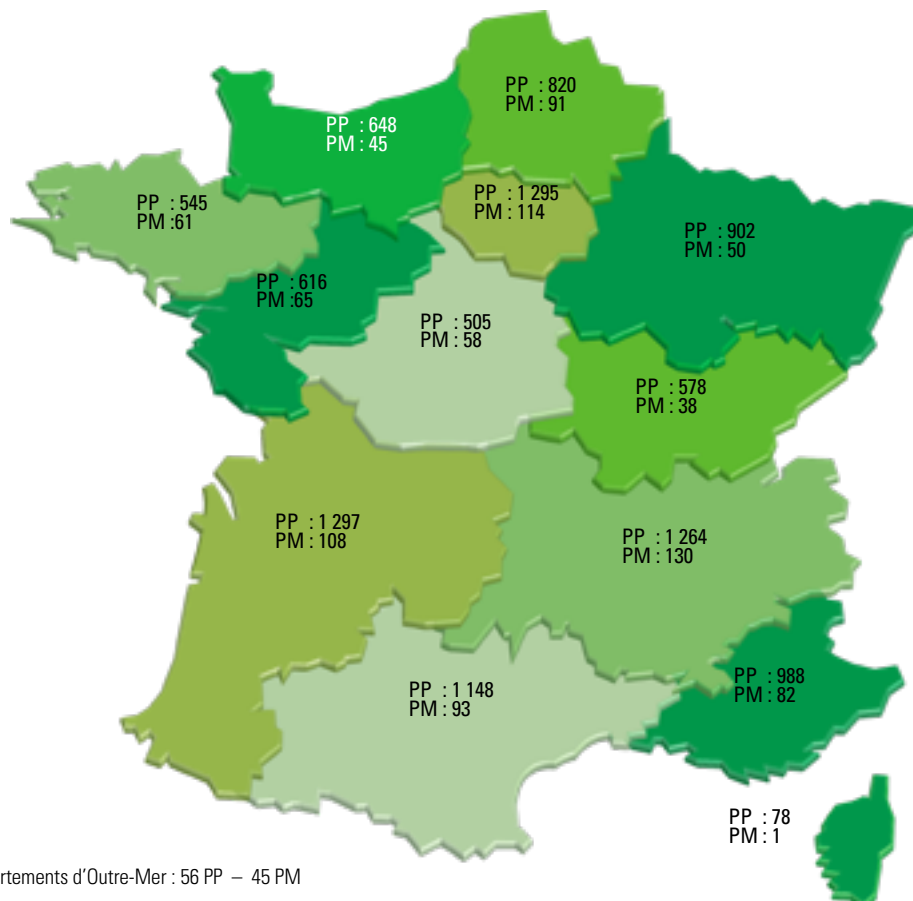 PP : 820
PM : 91
PP : 648
PM : 45
PP : 1 295
PM : 114
PP : 545
PM :61
PP : 902
PM : 50
PP : 616
PM :65
PP : 505
PM : 58
PP : 578
PM : 38
PP : 1 297
PM : 108
PP : 1 264
PM : 130
PP : 988
PM : 82
PP : 1 148
PM : 93
PP : 78
PM : 1
rtements d’Outre-Mer : 56 PP – 45 PM